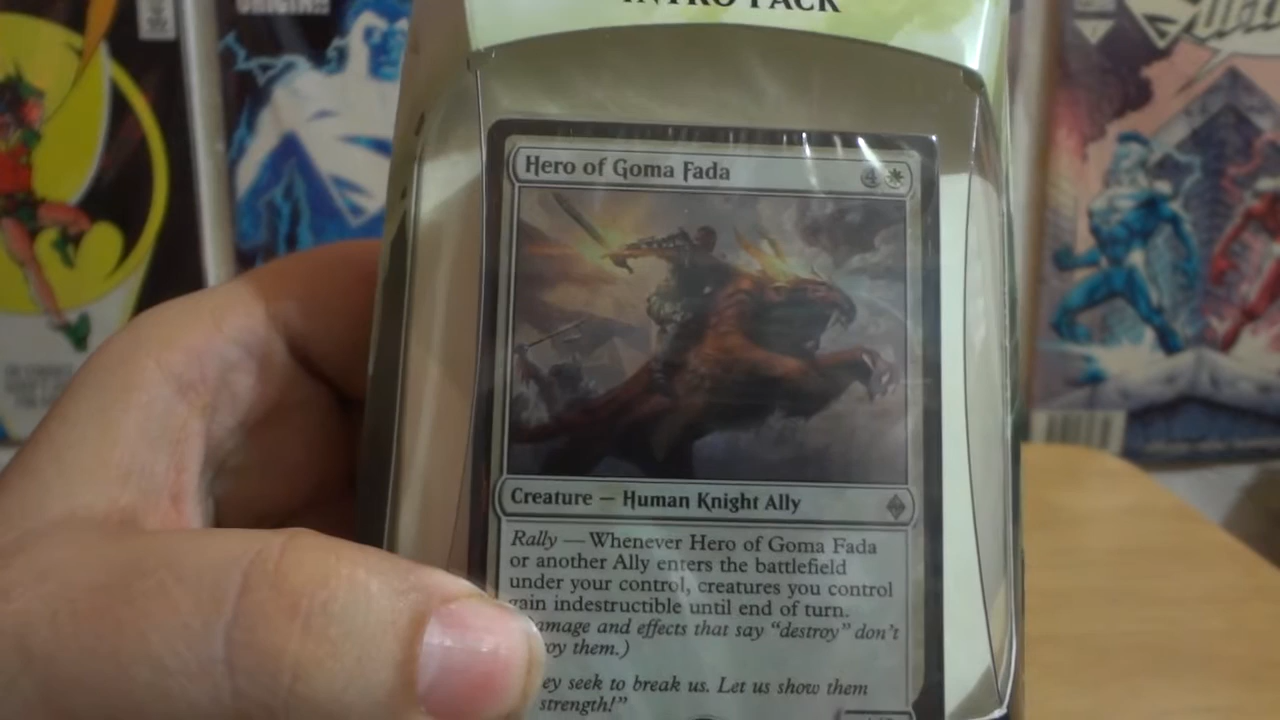 INTRO PACK
Hero of Goma Fada
4
Creature — Human Knight Ally
Rally — Whenever Hero of Goma Fada
or another Ally enters the battlefield
under your control, creatures you control
gain indestructible until end of turn.
amage and effects that say "destroy" don't
oy them.)
ey seek to break us. Let us show them
strength!"